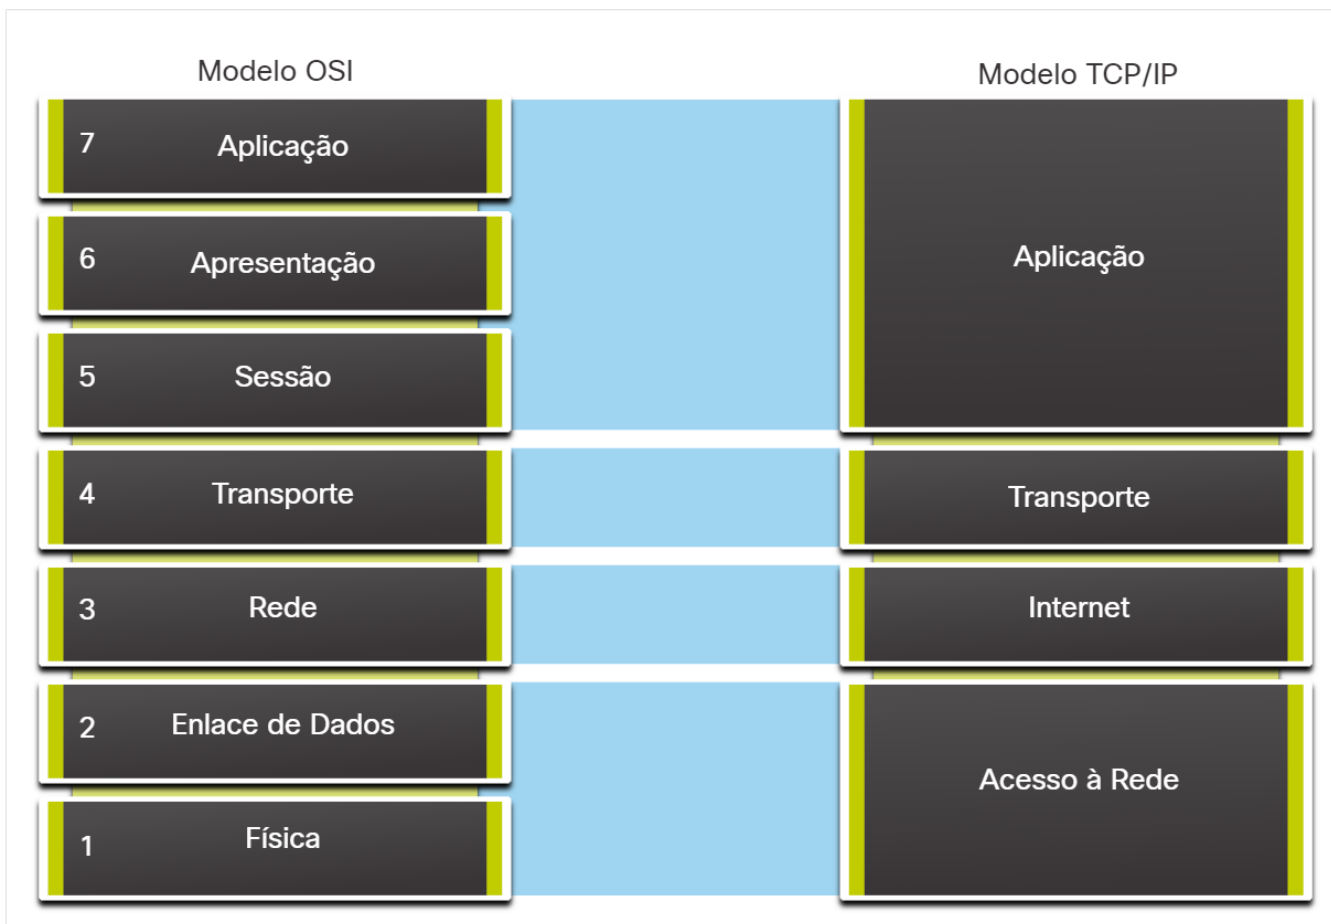 Modelo OSI
Modelo TCP/IP
7 Aplicação
6 Apresentação
5 Sessão
4 Transporte
3 Rede
2 Enlace de Dados
1 Física
Aplicação
Transporte
Internet
Acesso à Rede